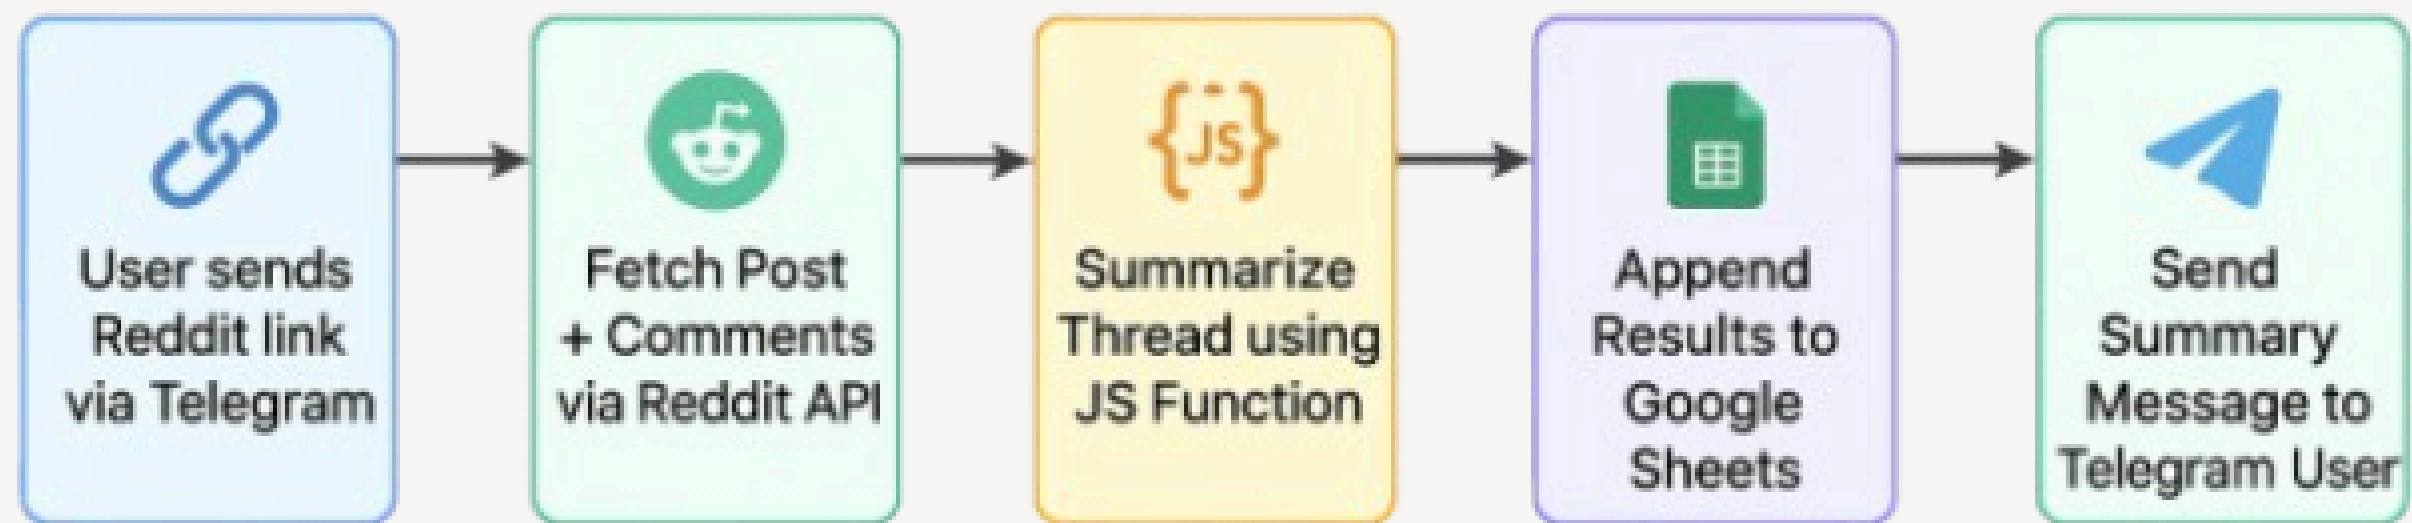 User sends
Reddit link
via Telegram
Fetch Post
+ Comments
via Reddit API
{JS}
Summarize
Thread using
JS Function
Append
Results to
Google
Sheets
Send
Summary
Message to
Telegram User